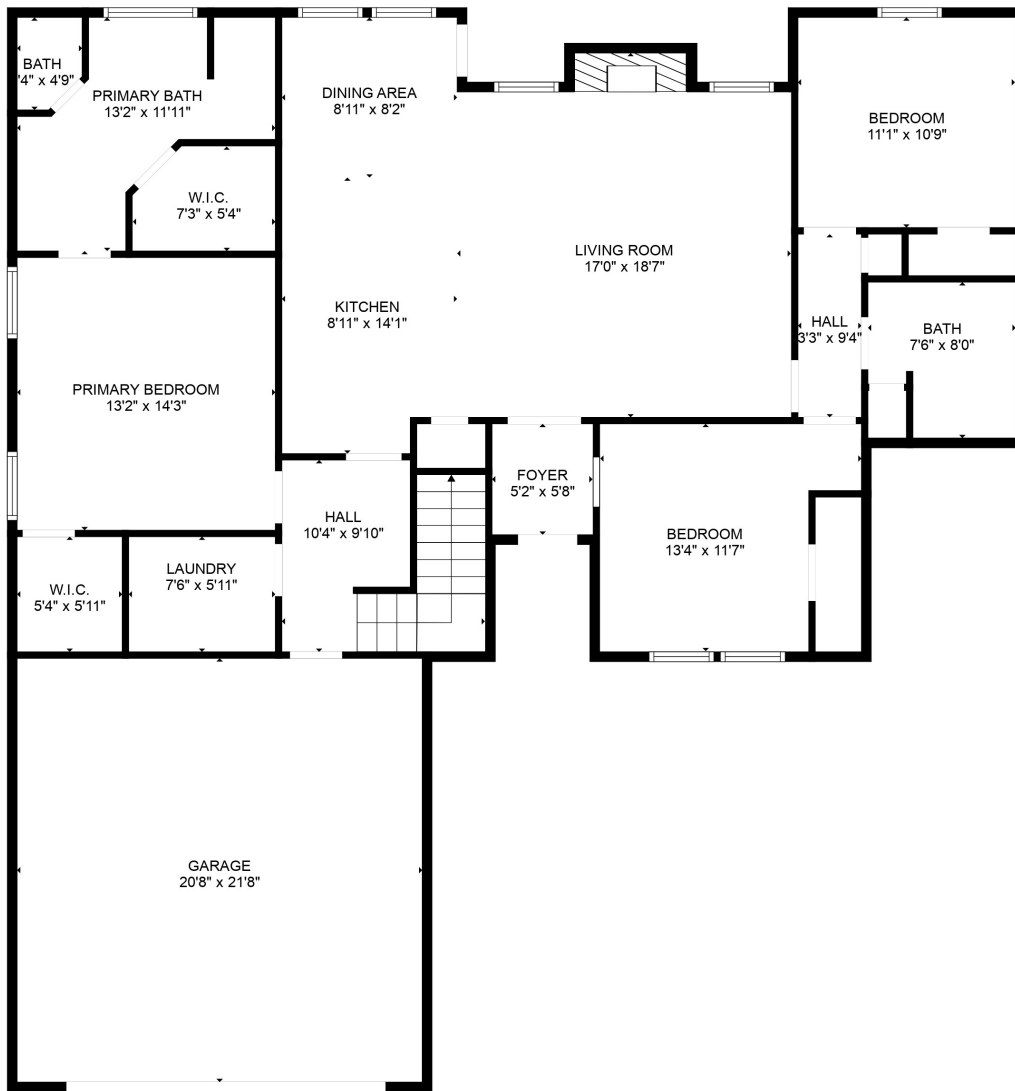 BATH
'4" x 4'9"
PRIMARY BATH
13'2" x 11'11"
DINING AREA
8'11" x 8'2"
BEDROOM
11'1" x 10'9"
W.I.C.
7'3" x 5'4"
LIVING ROOM
17'0" x 18'7"
KITCHEN
8'11" x 14'1"
HALL
3'3" x 9'4"
BATH
7'6" x 8'0"
PRIMARY BEDROOM
13'2" x 14'3"
FOYER
5'2" x 5'8"
HALL
10'4" x 9'10"
BEDROOM
13'4" x 11'7"
LAUNDRY
7'6" x 5'11"
W.I.C.
5'4" x 5'11"
GARAGE
20'8" x 21'8"